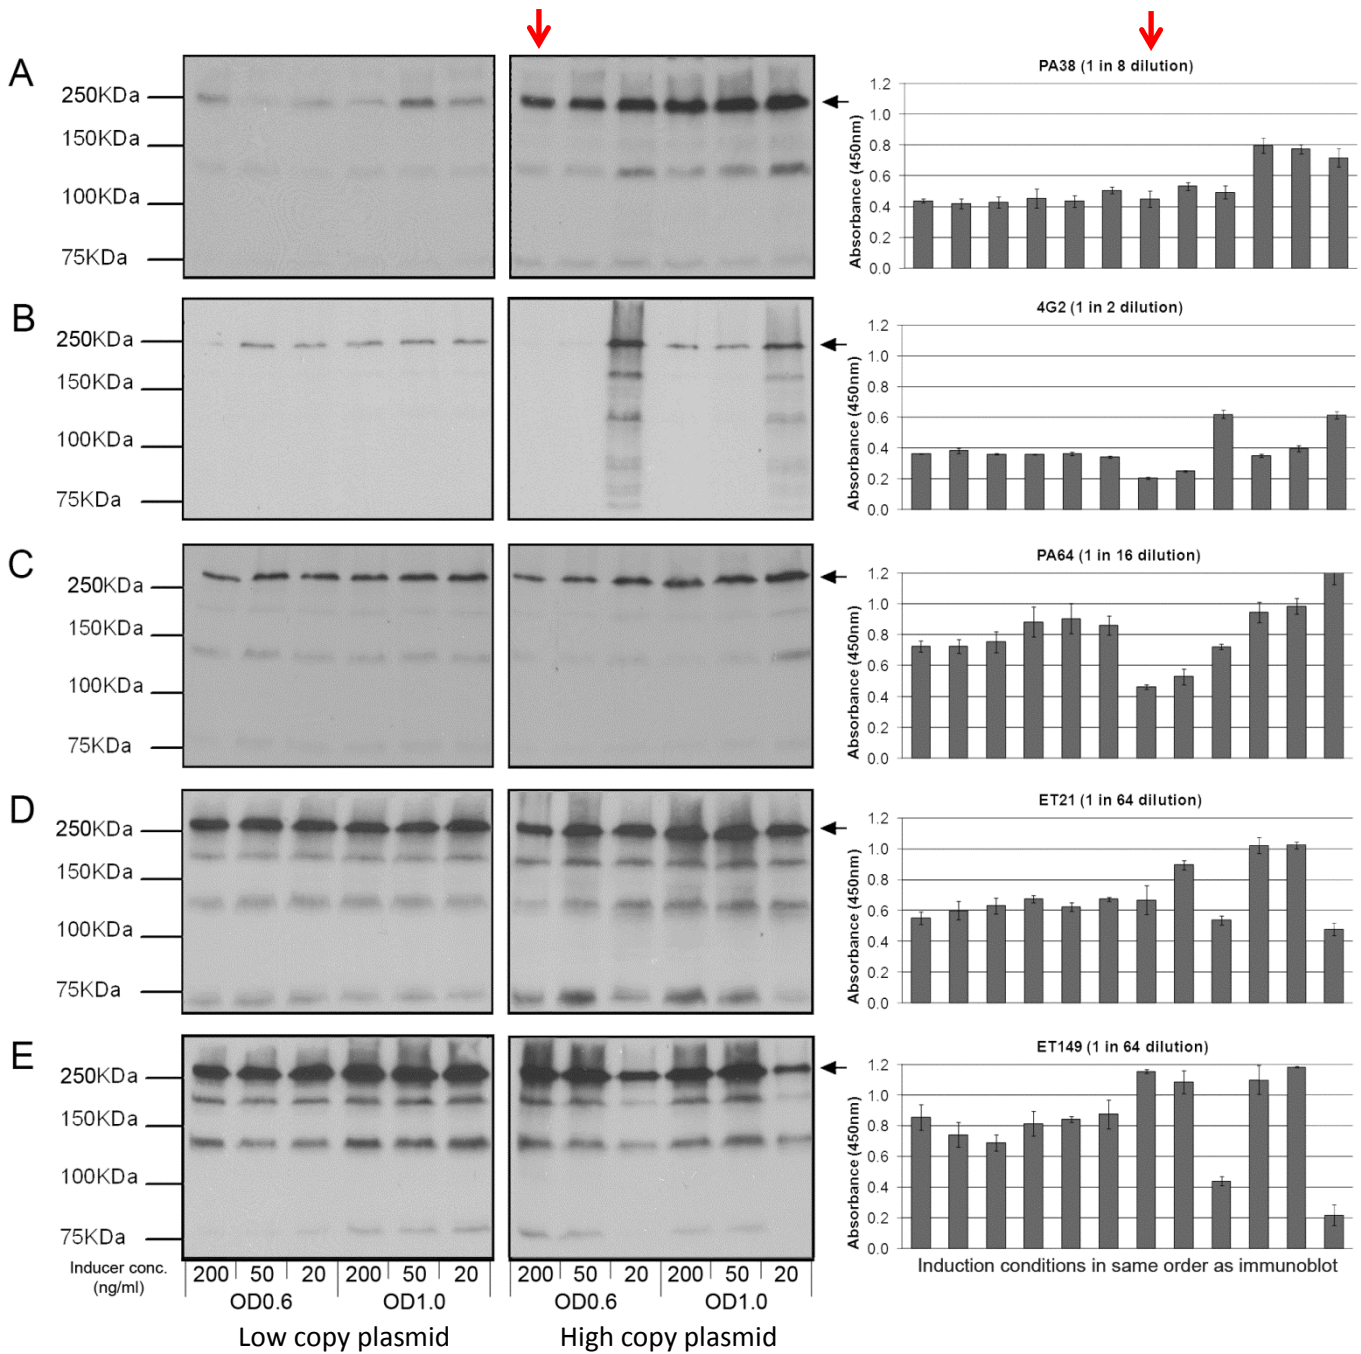 A
250KDa
150KDa
100KDa
75KDa
PA38 (1 in 8 dilution)
Absorbance (450nm)
1.2
1.0
0.8
0.6
0.4
0.2
0.0
B
250KDa
150KDa
100KDa
75KDa
4G2 (1 in 2 dilution)
Absorbance (450nm)
1.2
1.0
0.8
0.6
0.4
0.2
0.0
C
250KDa
150KDa
100KDa
75KDa
PA64 (1 in 16 dilution)
Absorbance (450nm)
1.2
1.0
0.8
0.6
0.4
0.2
0.0
D
250KDa
150KDa
100KDa
75KDa
ET21 (1 in 64 dilution)
Absorbance (450nm)
1.2
1.0
0.8
0.6
0.4
0.2
0.0
E
250KDa
150KDa
100KDa
75KDa
ET149 (1 in 64 dilution)
Absorbance (450nm)
1.2
1.0
0.8
0.6
0.4
0.2
0.0
Induction conditions in same order as immunoblot
Inducer conc.
(ng/ml)
200 50 20 200 50 20 200 50 20 200 50 20
OD0.6 OD1.0 OD0.6 OD1.0
Low copy plasmid High copy plasmid